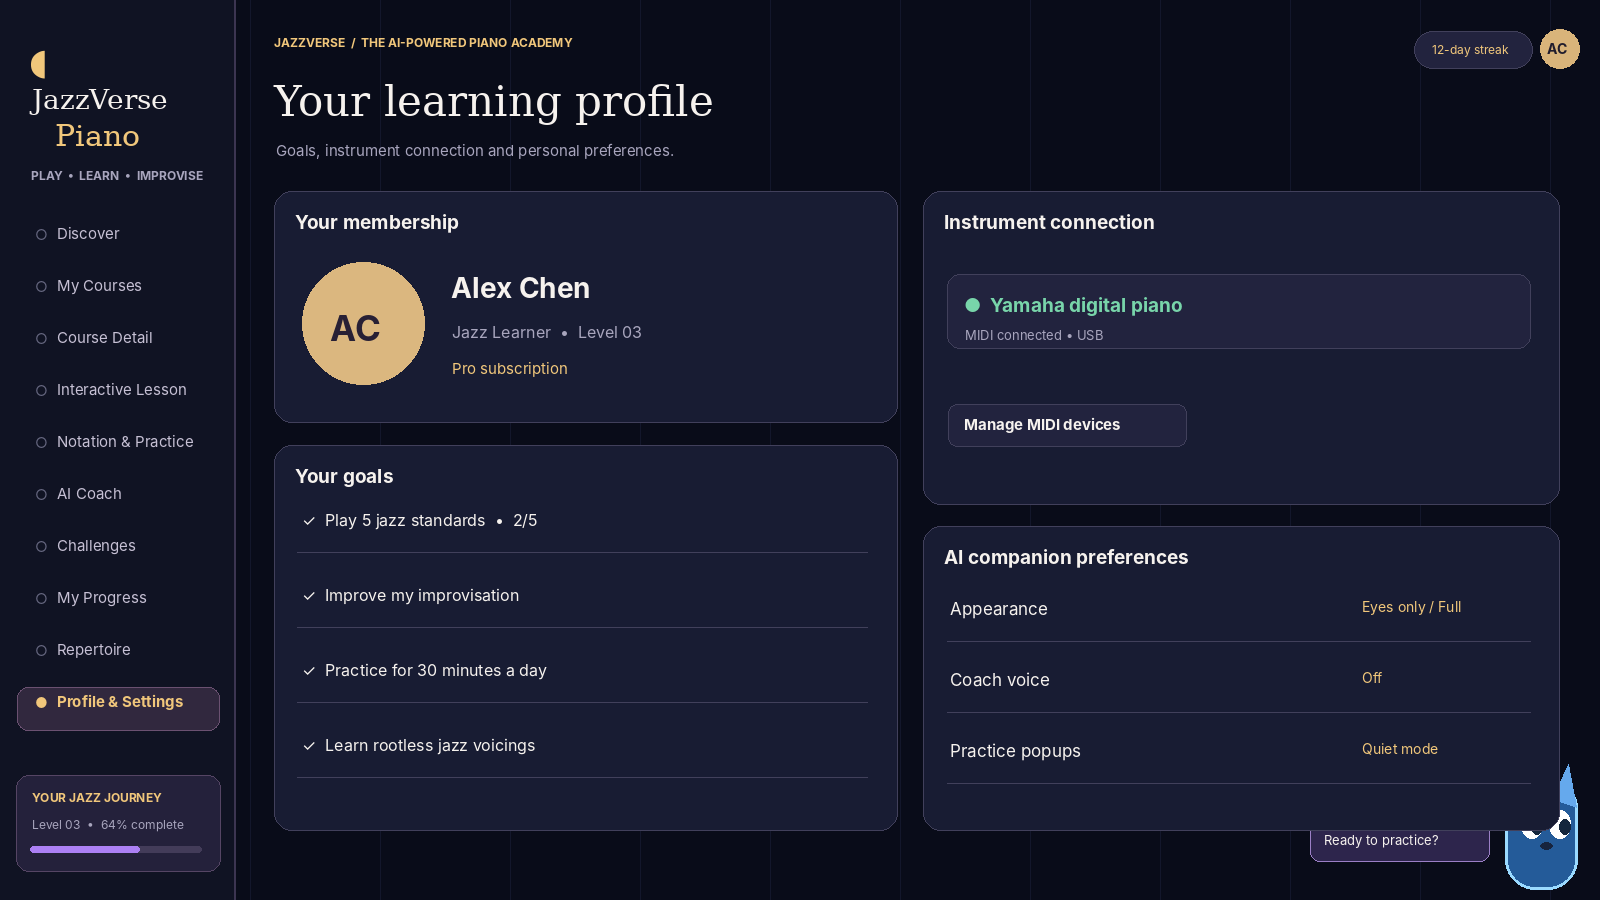 JazzVerse
Piano
PLAY • LEARN • IMPROVISE
Discover
My Courses
Course Detail
Interactive Lesson
Notation & Practice
AI Coach
Challenges
My Progress
Repertoire
Profile & Settings
YOUR JAZZ JOURNEY
Level 03 • 64% complete
JAZZVERSE / THE AI-POWERED PIANO ACADEMY
12-day streak
AC
Your learning profile
Goals, instrument connection and personal preferences.
Your membership
AC
Alex Chen
Jazz Learner • Level 03
Pro subscription
Your goals
✓ Play 5 jazz standards • 2/5
✓ Improve my improvisation
✓ Practice for 30 minutes a day
✓ Learn rootless jazz voicings
Instrument connection
Yamaha digital piano
MIDI connected • USB
Manage MIDI devices
AI companion preferences
Appearance Eyes only / Full
Coach voice Off
Practice popups Quiet mode
Ready to practice?